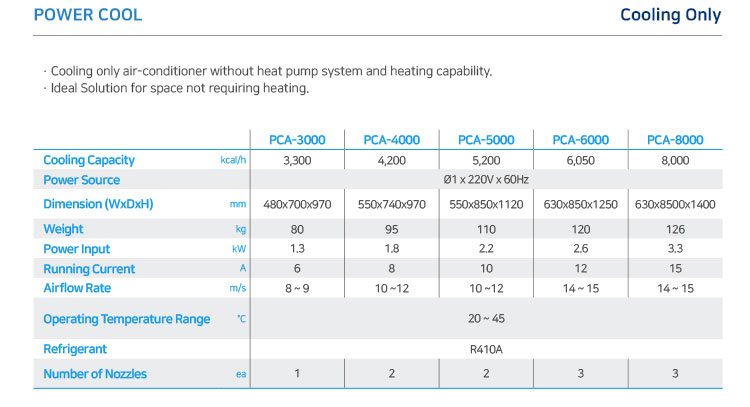 POWER COOL Cooling Only
· Cooling only air-conditioner without heat pump system and heating capability.
· Ideal Solution for space not requiring heating.
PCA-3000 PCA-4000 PCA-5000 PCA-6000 PCA-8000
Cooling Capacity kcal/h 3,300 4,200 5,200 6,050 8,000
Power Source Ø1 x 220V x 60Hz
Dimension (WxDxH) mm 480x700x970 550x740x970 550x850x1120 630x850x1250 630x8500x1400
Weight kg 80 95 110 120 126
Power Input kW 1.3 1.8 2.2 2.6 3.3
Running Current A 6 8 10 12 15
Airflow Rate m/s 8 ~ 9 10 ~12 10 ~12 14 ~ 15 14 ~ 15
Operating Temperature Range °C 20 ~ 45
Refrigerant R410A
Number of Nozzles ea 1 2 2 3 3